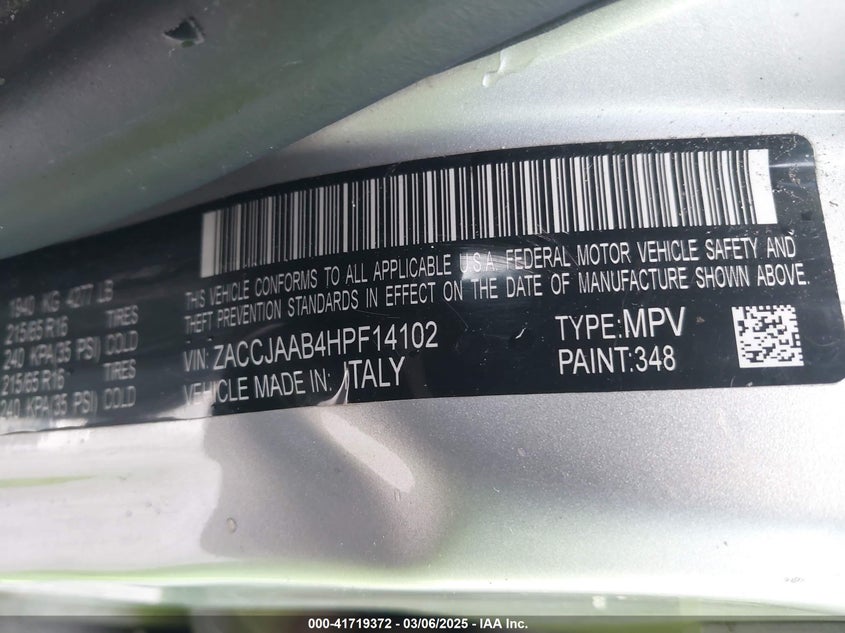 THIS VEHICLE CONFORMS TO ALL APPLICABLE U.S.A. FEDERAL MOTOR VEHICLE SAFETY AND
THEFT PREVENTION STANDARDS IN EFFECT ON THE DATE OF MANUFACTURE SHOWN ABOVE.
1940 KG 4277 LB
215/65 R16 TIRES
240 KPA(35 PSI) COLD
215/65 R16 TIRES
240 KPA(35 PSI) COLD
VIN: ZACCJAAB4HPF14102 TYPE:MPV
VEHICLE MADE IN: ITALY PAINT:348
000-41719372 - 03/06/2025 - IAA Inc.